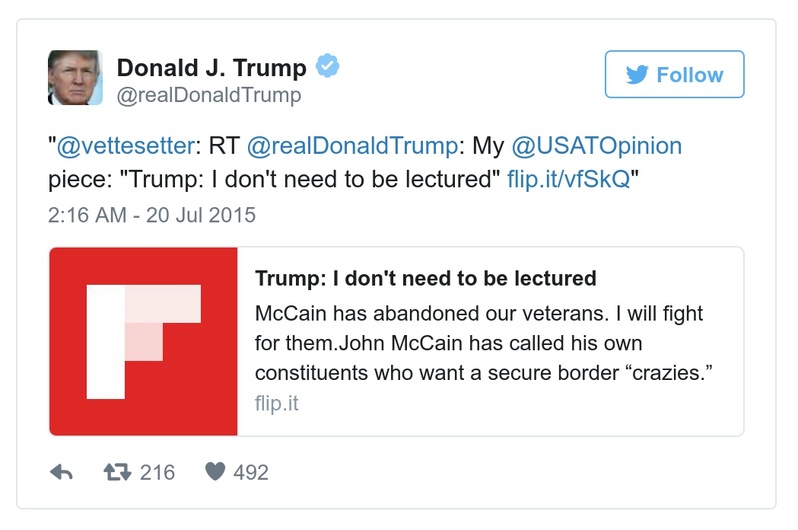 Donald J. Trump
@realDonaldTrump
Follow
"@vettesetter: RT @realDonaldTrump: My @USATOpinion
piece: "Trump: I don't need to be lectured" flip.it/vfSkQ"
2:16 AM - 20 Jul 2015
Trump: I don't need to be lectured
McCain has abandoned our veterans. I will fight
for them.John McCain has called his own
constituents who want a secure border “crazies.”
flip.it
216 492